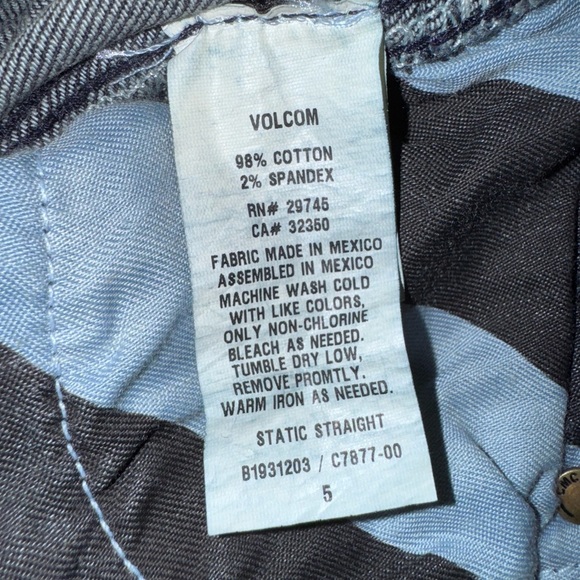 VOLCOM
98% COTTON
2% SPANDEX
RN# 29745
CA# 32350
FABRIC MADE IN MEXICO
ASSEMBLED IN MEXICO
MACHINE WASH COLD
WITH LIKE COLORS,
ONLY NON-CHLORINE
BLEACH AS NEEDED.
TUMBLE DRY LOW,
REMOVE PROMTLY.
WARM IRON AS NEEDED.
STATIC STRAIGHT
B1931203 / C7877-00
5